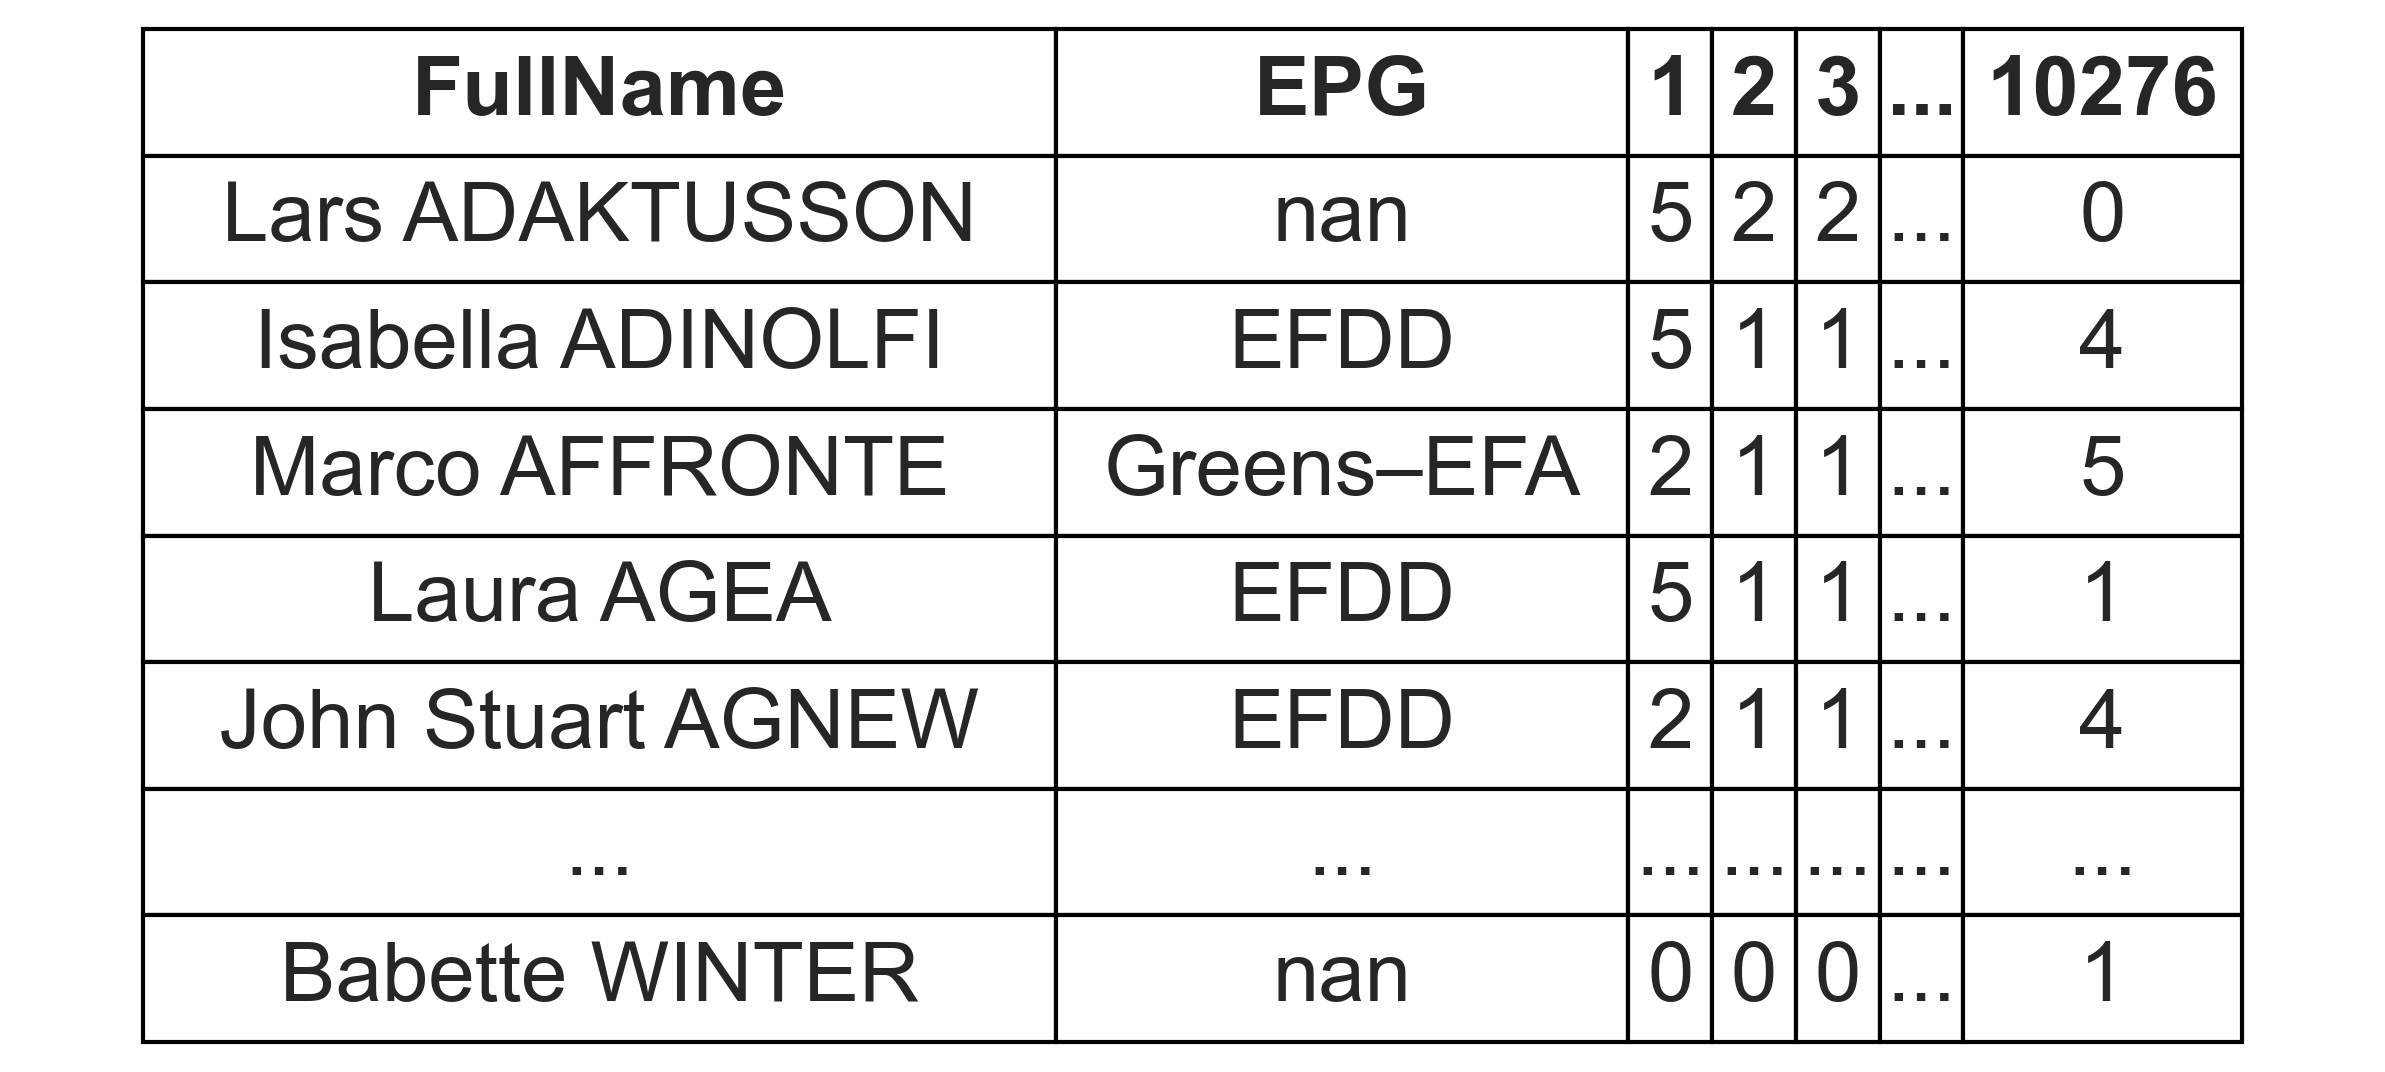 FullName EPG 1 2 3 ... 10276
Lars ADAKTUSSON nan 5 2 2 ... 0
Isabella ADINOLFI EFDD 5 1 1 ... 4
Marco AFFRONTE Greens–EFA 2 1 1 ... 5
Laura AGEA EFDD 5 1 1 ... 1
John Stuart AGNEW EFDD 2 1 1 ... 4
... ... ... ... ... ... ...
Babette WINTER nan 0 0 0 ... 1